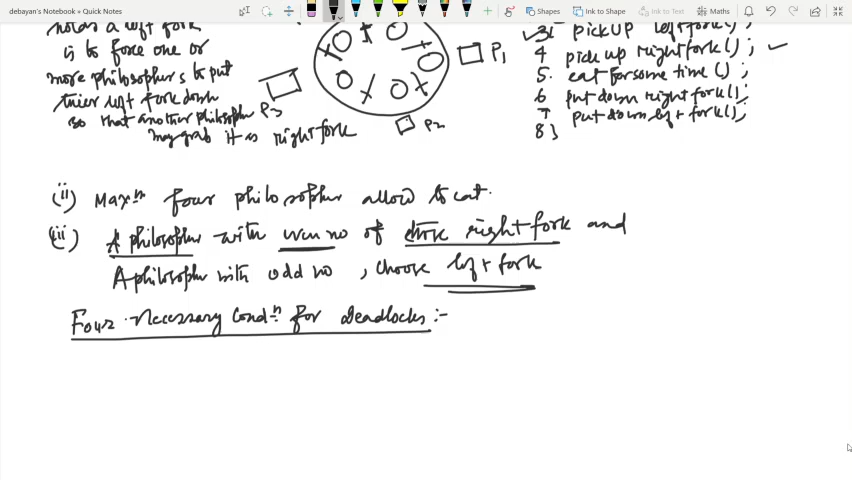 debayan's Notebook » Quick Notes
Shapes
Ink to Shape
Ink to Text
Maths
holds a left fork
is to force one or
more philosophers to put
thier left fork down
so that another philosopher
may grab it as right fork
P3
P2
P1
3. pick up left fork();
4 pick up right fork();
5. eat for some time ()
6 put down right fork();
7 put down left fork();
8 }
(ii) Maxm four philosopher allow to eat.
(iii) A philosopher with even no of right fork and
A philosopher with odd no, choose left fork
Four Necessary Condn for deadlocks :-